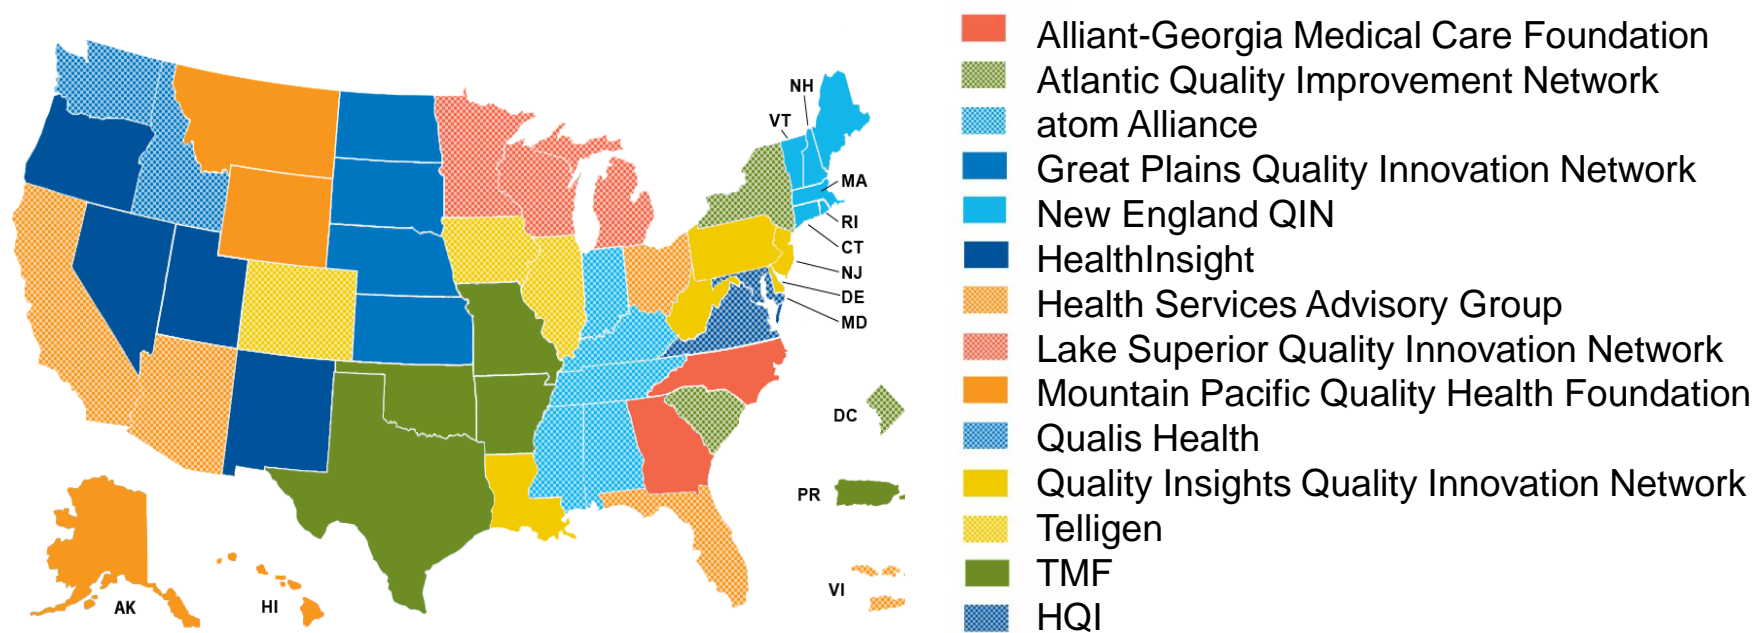 NH
VT
MA
RI
CT
NJ
DE
MD
DC
PR
VI
AK
HI
Alliant-Georgia Medical Care Foundation
Atlantic Quality Improvement Network
atom Alliance
Great Plains Quality Innovation Network
New England QIN
HealthInsight
Health Services Advisory Group
Lake Superior Quality Innovation Network
Mountain Pacific Quality Health Foundation
Qualis Health
Quality Insights Quality Innovation Network
Telligen
TMF
HQI